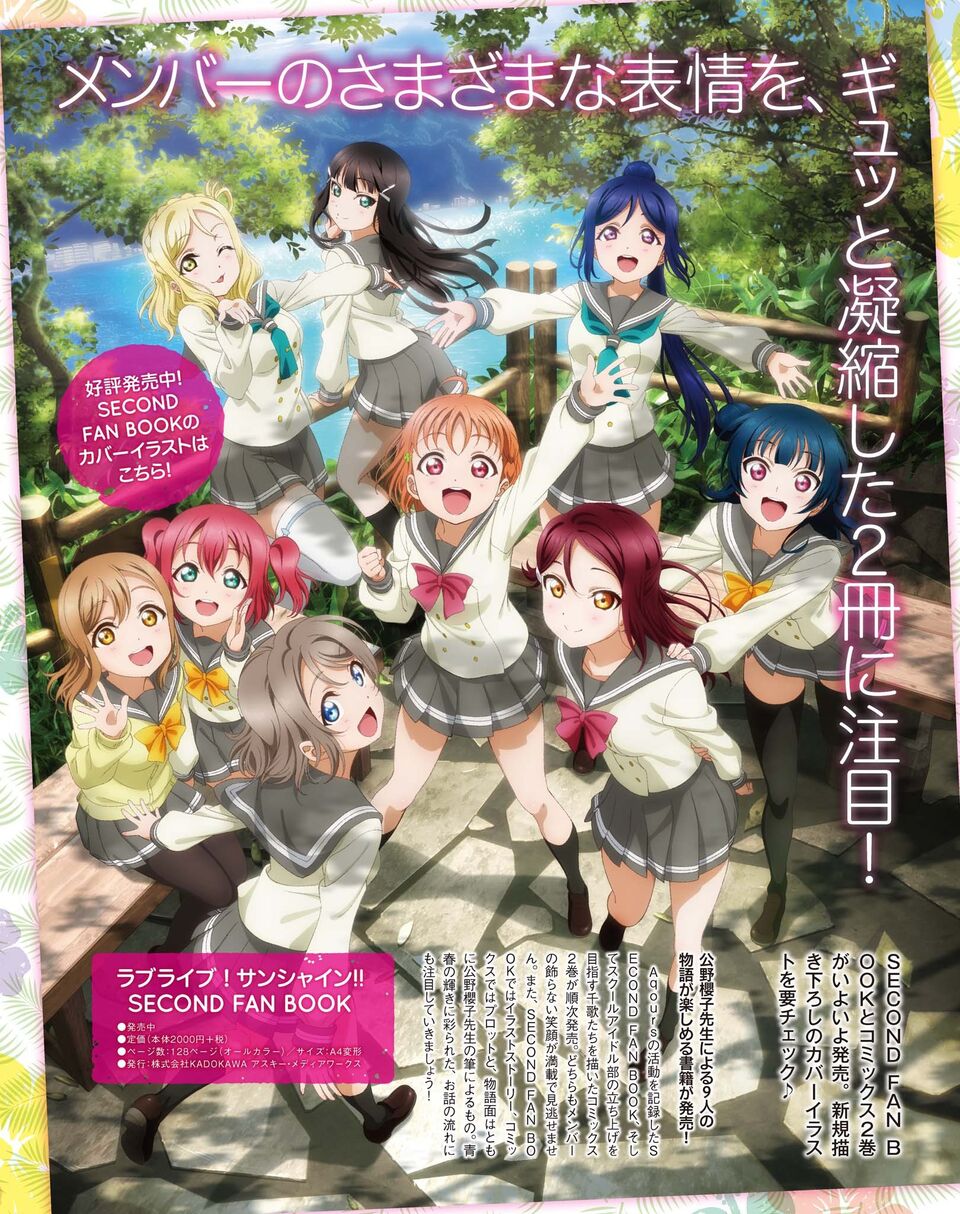 メンバーのさまざまな表情を、
ギュッと凝縮した2冊に注目！
好評発売中！
SECOND
FAN BOOKの
カバーイラストは
こちら！
SECOND FAN B
OOKとコミックス2巻
がいよいよ発売。新規描
き下ろしのカバーイラス
トを要チェック♪
公野櫻子先生による9人の
物語が楽しめる書籍が発売！
Aqoursの活動を記録したS
ECOND FAN BOOK、そし
てスクールアイドル部の立ち上げを
目指す千歌たちを描いたコミックス
2巻が順次発売。どちらもメンバー
の飾らない笑顔が満載で見逃せませ
ん。また、SECOND FAN BO
OKではイラストストーリー、コミッ
クスではプロットと、物語面はとも
に公野櫻子先生の筆によるもの。青
春の輝きに彩られた、お話の流れに
も注目していきましょう！
ラブライブ！サンシャイン!!
SECOND FAN BOOK
●発売中
●定価（本体2000円＋税）
●ページ数：128ページ（オールカラー）／サイズ：A4変形
●発行：株式会社KADOKAWA アスキー・メディアワークス